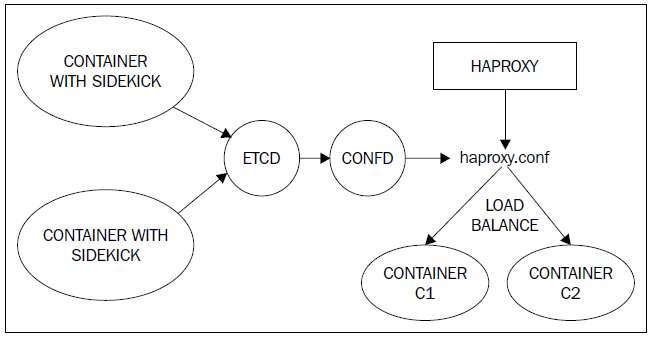 CONTAINER
WITH SIDEKICK
HAPROXY
ETCD
CONFD
haproxy.conf
LOAD
BALANCE
CONTAINER WITH
SIDEKICK
CONTAINER
C1
CONTAINER
C2